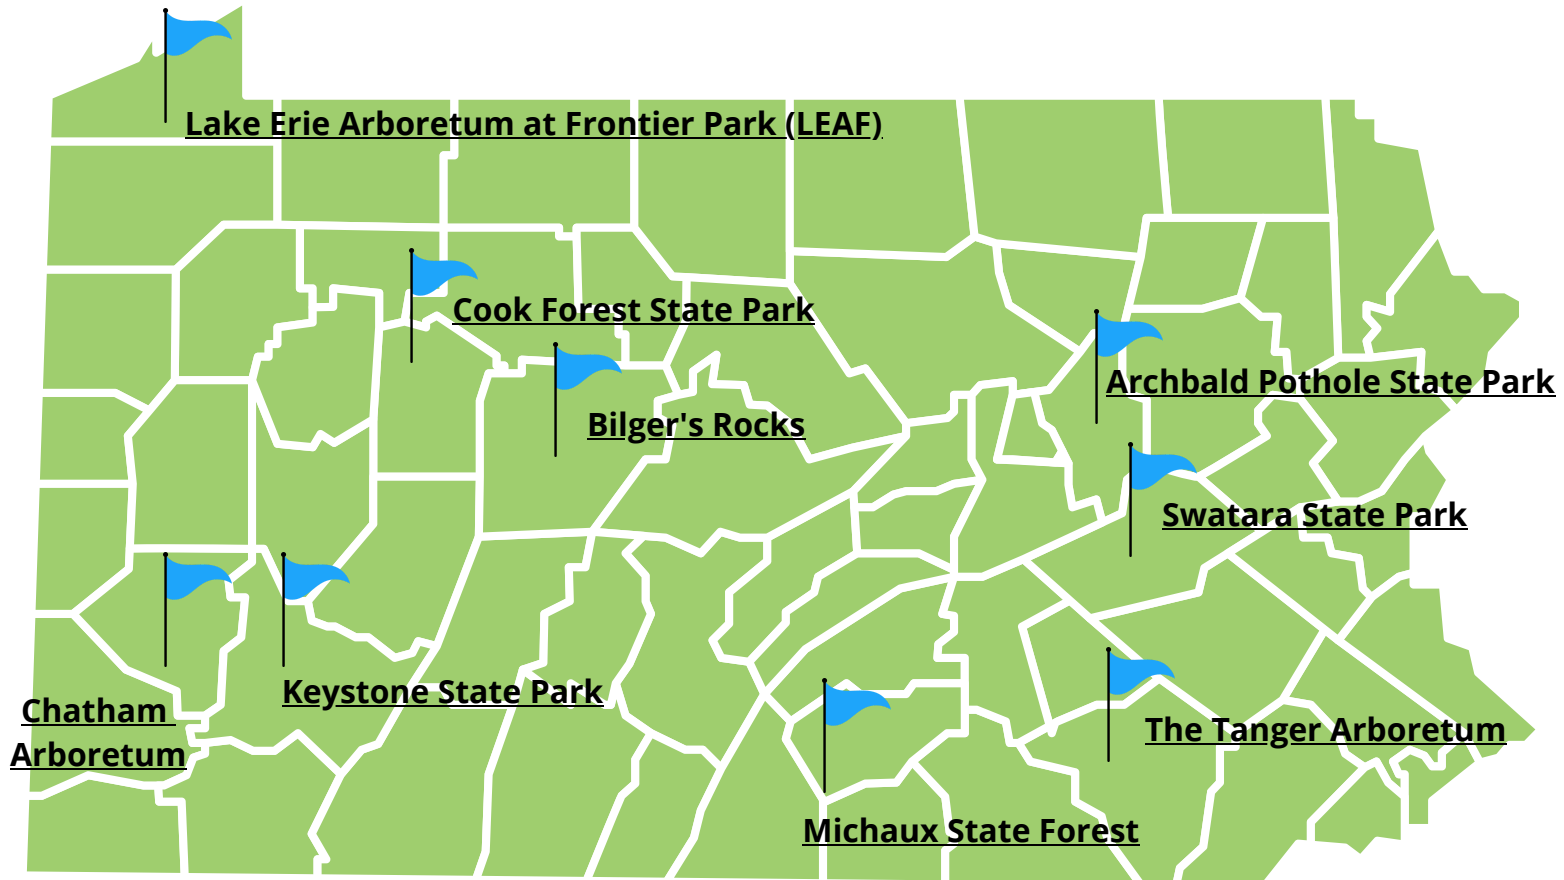 Lake Erie Arboretum at Frontier Park (LEAF)
Cook Forest State Park
Archbald Pothole State Park
Bilger's Rocks
Swatara State Park
Keystone State Park
Chatham
Arboretum
The Tanger Arboretum
Michaux State Forest